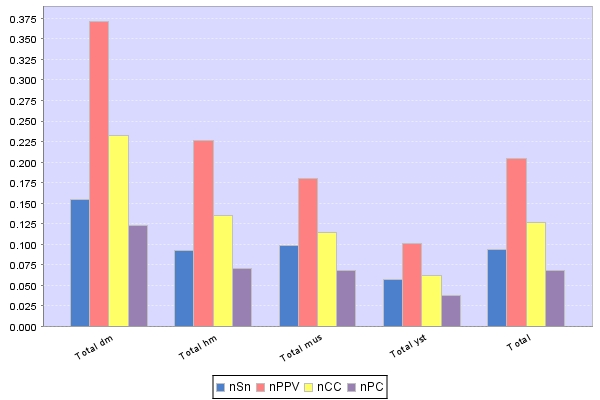 0.375
0.350
0.325
0.300
0.275
0.250
0.225
0.200
0.175
0.150
0.125
0.100
0.075
0.050
0.025
0.000
Total dm
Total hm
Total mus
Total yst
Total
nSn nPPV nCC nPC